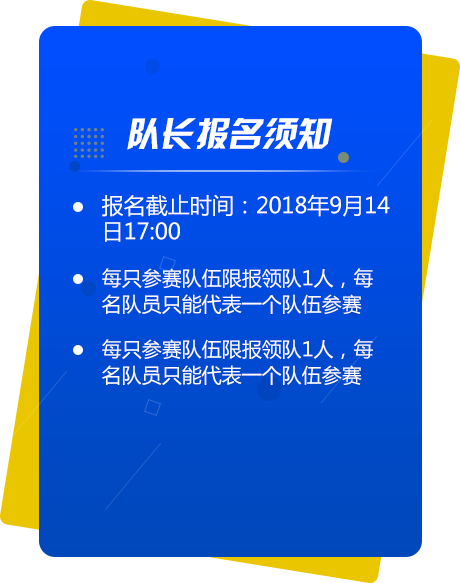 队长报名须知
报名截止时间：2018年9月14
日17:00
每只参赛队伍限报领队1人，每
名队员只能代表一个队伍参赛
每只参赛队伍限报领队1人，每
名队员只能代表一个队伍参赛